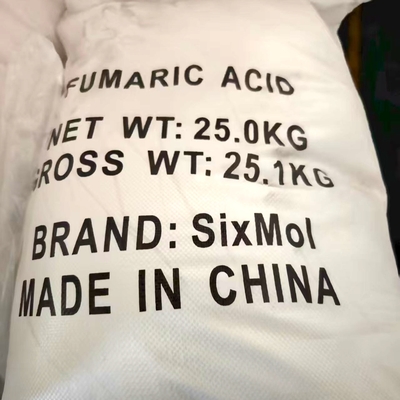 FUMARIC ACID
NET WT: 25.0KG
GROSS WT: 25.1KG
BRAND: SixMol
MADE IN CHINA